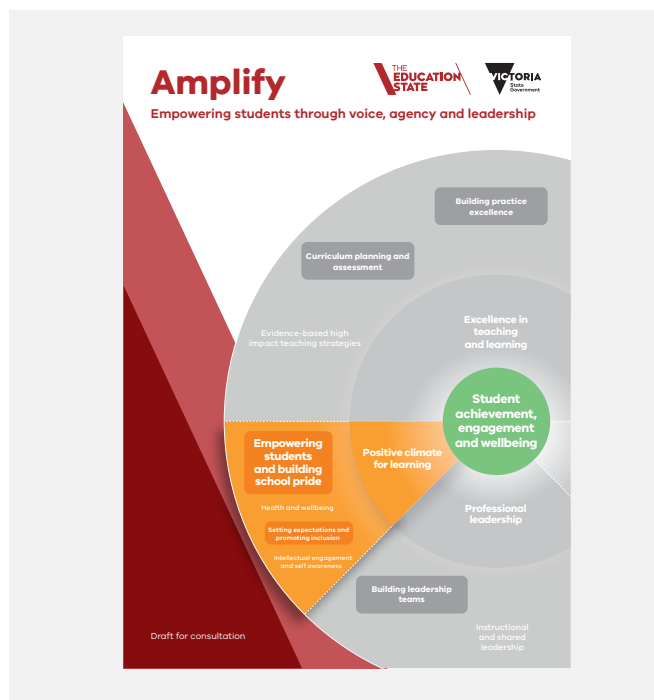 Amplify
THE
EDUCATION
STATE
VICTORIA
State
Government
Empowering students through voice, agency and leadership
Building practice
excellence
Curriculum planning and
assessment
Evidence-based high
impact teaching strategies
Excellence in
teaching
and learning
Student
achievement,
engagement
and wellbeing
Empowering
students
and building
school pride
Positive climate
for learning
Health and wellbeing
Setting expectations and
promoting inclusion
Intellectual engagement
and self awareness
Professional
leadership
Building leadership
teams
Instructional
and shared
leadership
Draft for consultation